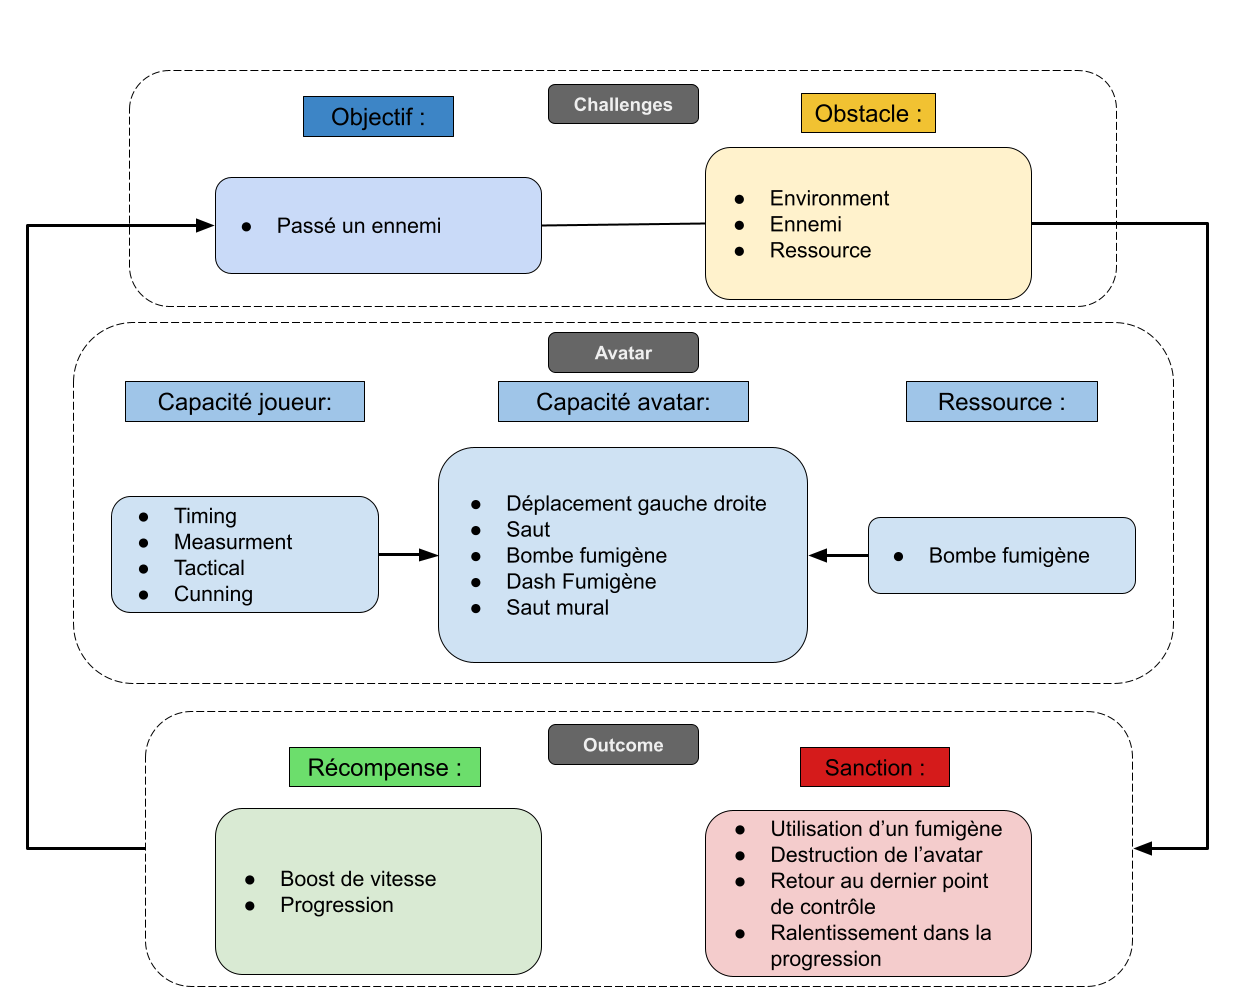 Challenges
Objectif :
Obstacle :
● Passé un ennemi
● Environment
● Ennemi
● Ressource
Avatar
Capacité joueur:
Capacité avatar:
Ressource :
● Timing
● Measurment
● Tactical
● Cunning
● Déplacement gauche droite
● Saut
● Bombe fumigène
● Dash Fumigène
● Saut mural
● Bombe fumigène
Outcome
Récompense :
Sanction :
● Boost de vitesse
● Progression
● Utilisation d’un fumigène
● Destruction de l’avatar
● Retour au dernier point
de contrôle
● Ralentissement dans la
progression